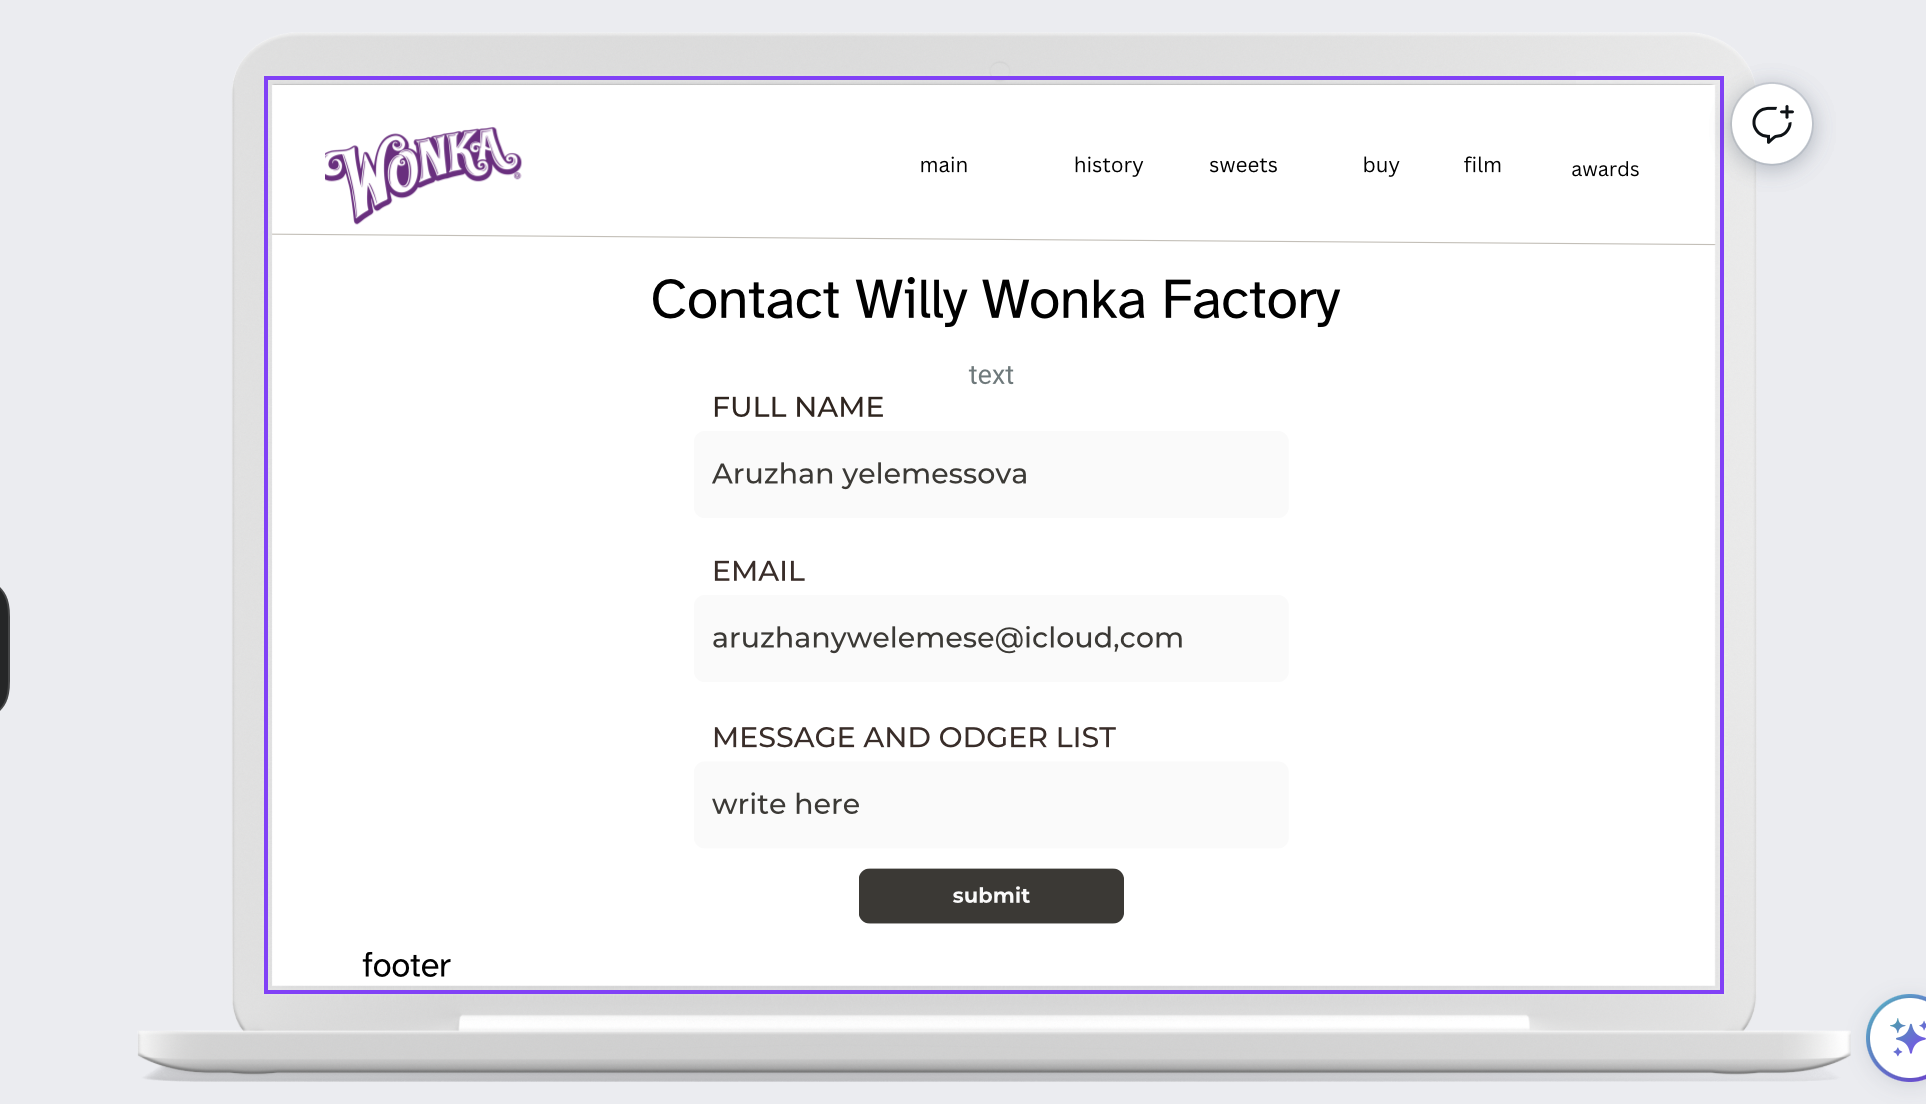 WONKA
main history sweets buy film awards
Contact Willy Wonka Factory
text
FULL NAME
Aruzhan yelemessova
EMAIL
aruzhanywelemese@icloud,com
MESSAGE AND ODGER LIST
write here
submit
footer